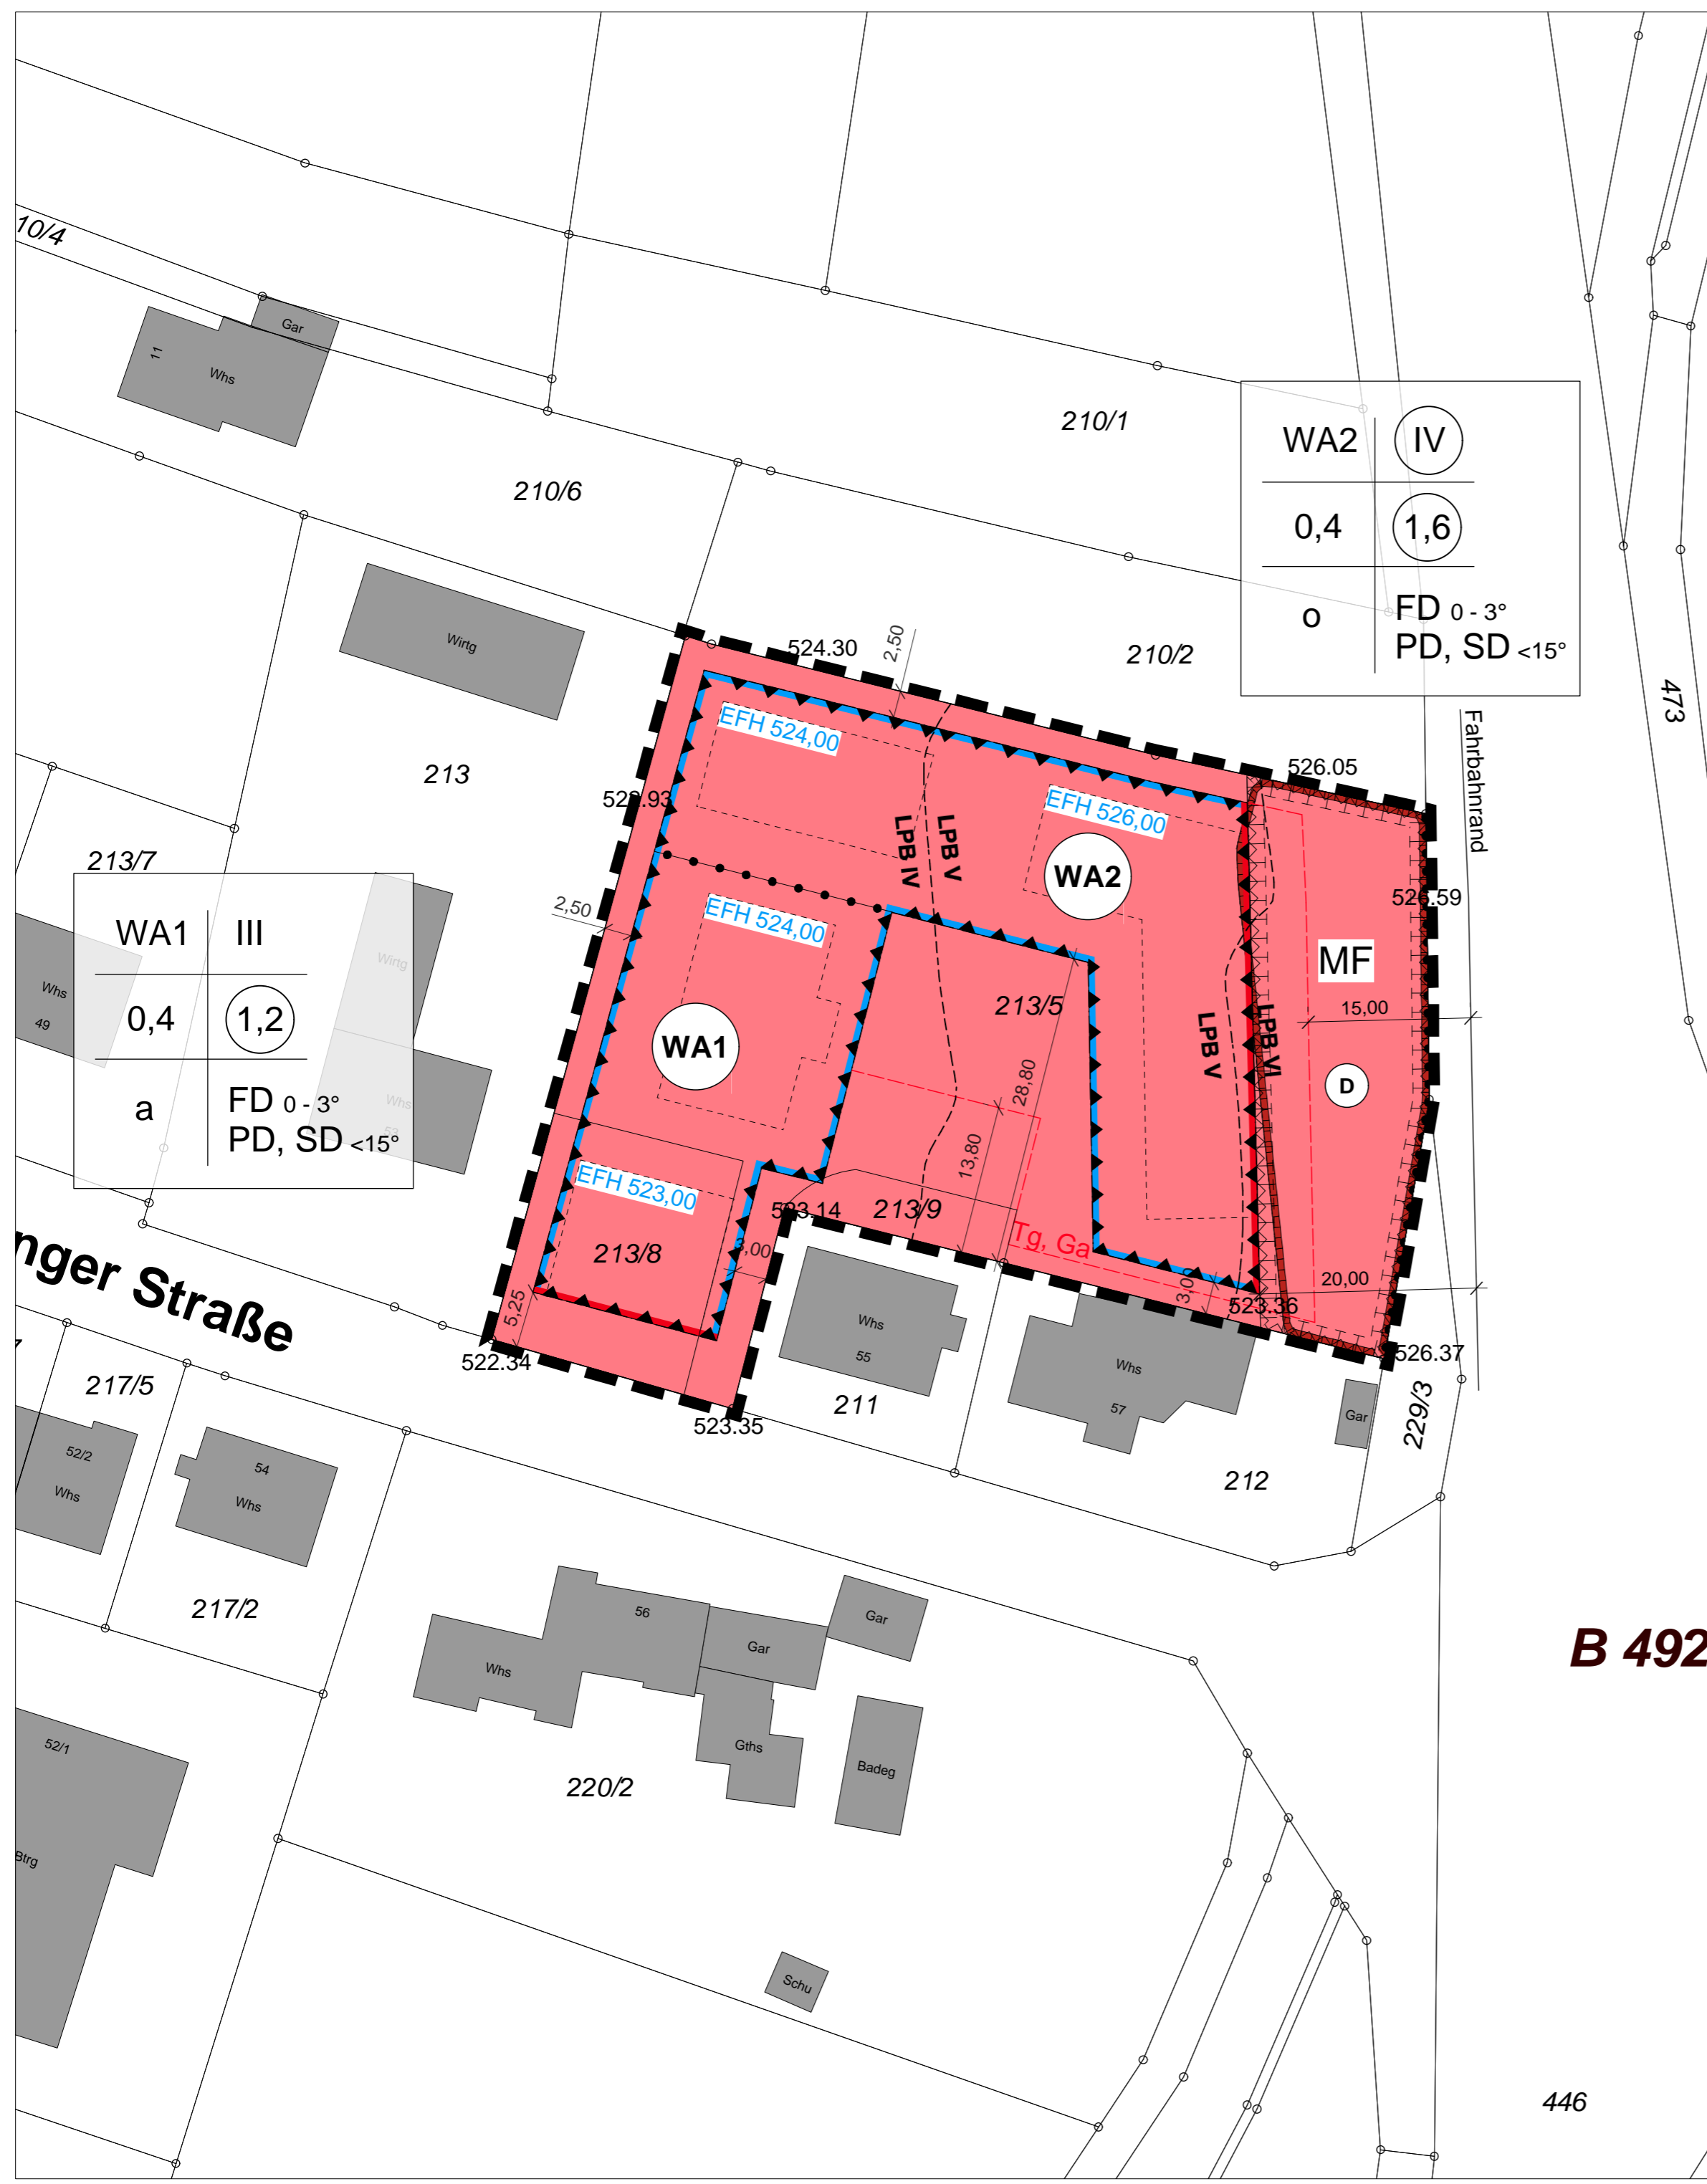 10/4
Gar
11
Whs
210/1
210/6
WA2 IV
0,4 1,6
o FD 0 - 3°
PD, SD <15°
Wirtg
524.30
2,50
210/2
473
Fahrbahnrand
EFH 524,00
213
526.05
EFH 526,00
213/7
LPB IV
LPB V
WA2
526.59
2,50
EFH 524,00
WA1 III
0,4 1,2
a FD 0 - 3°
PD, SD <15°
Wirtg
Whs
49
Whs
53
MF
213/5
15,00
WA1
LPB V
LPB VI
28,80
D
13,80
EFH 523,00
523.14
213/9
Tg, Ga
213/8
3,00
20,00
3,00
523.36
5,25
nger Straße
522.34
Whs
55
Whs
57
526.37
217/5
211
Gar
229/3
523.35
52/2
Whs
54
Whs
212
217/2
56
Gar
Gar
Whs
B 492
52/1
Gths
Badeg
220/2
Btrg
Schu
446